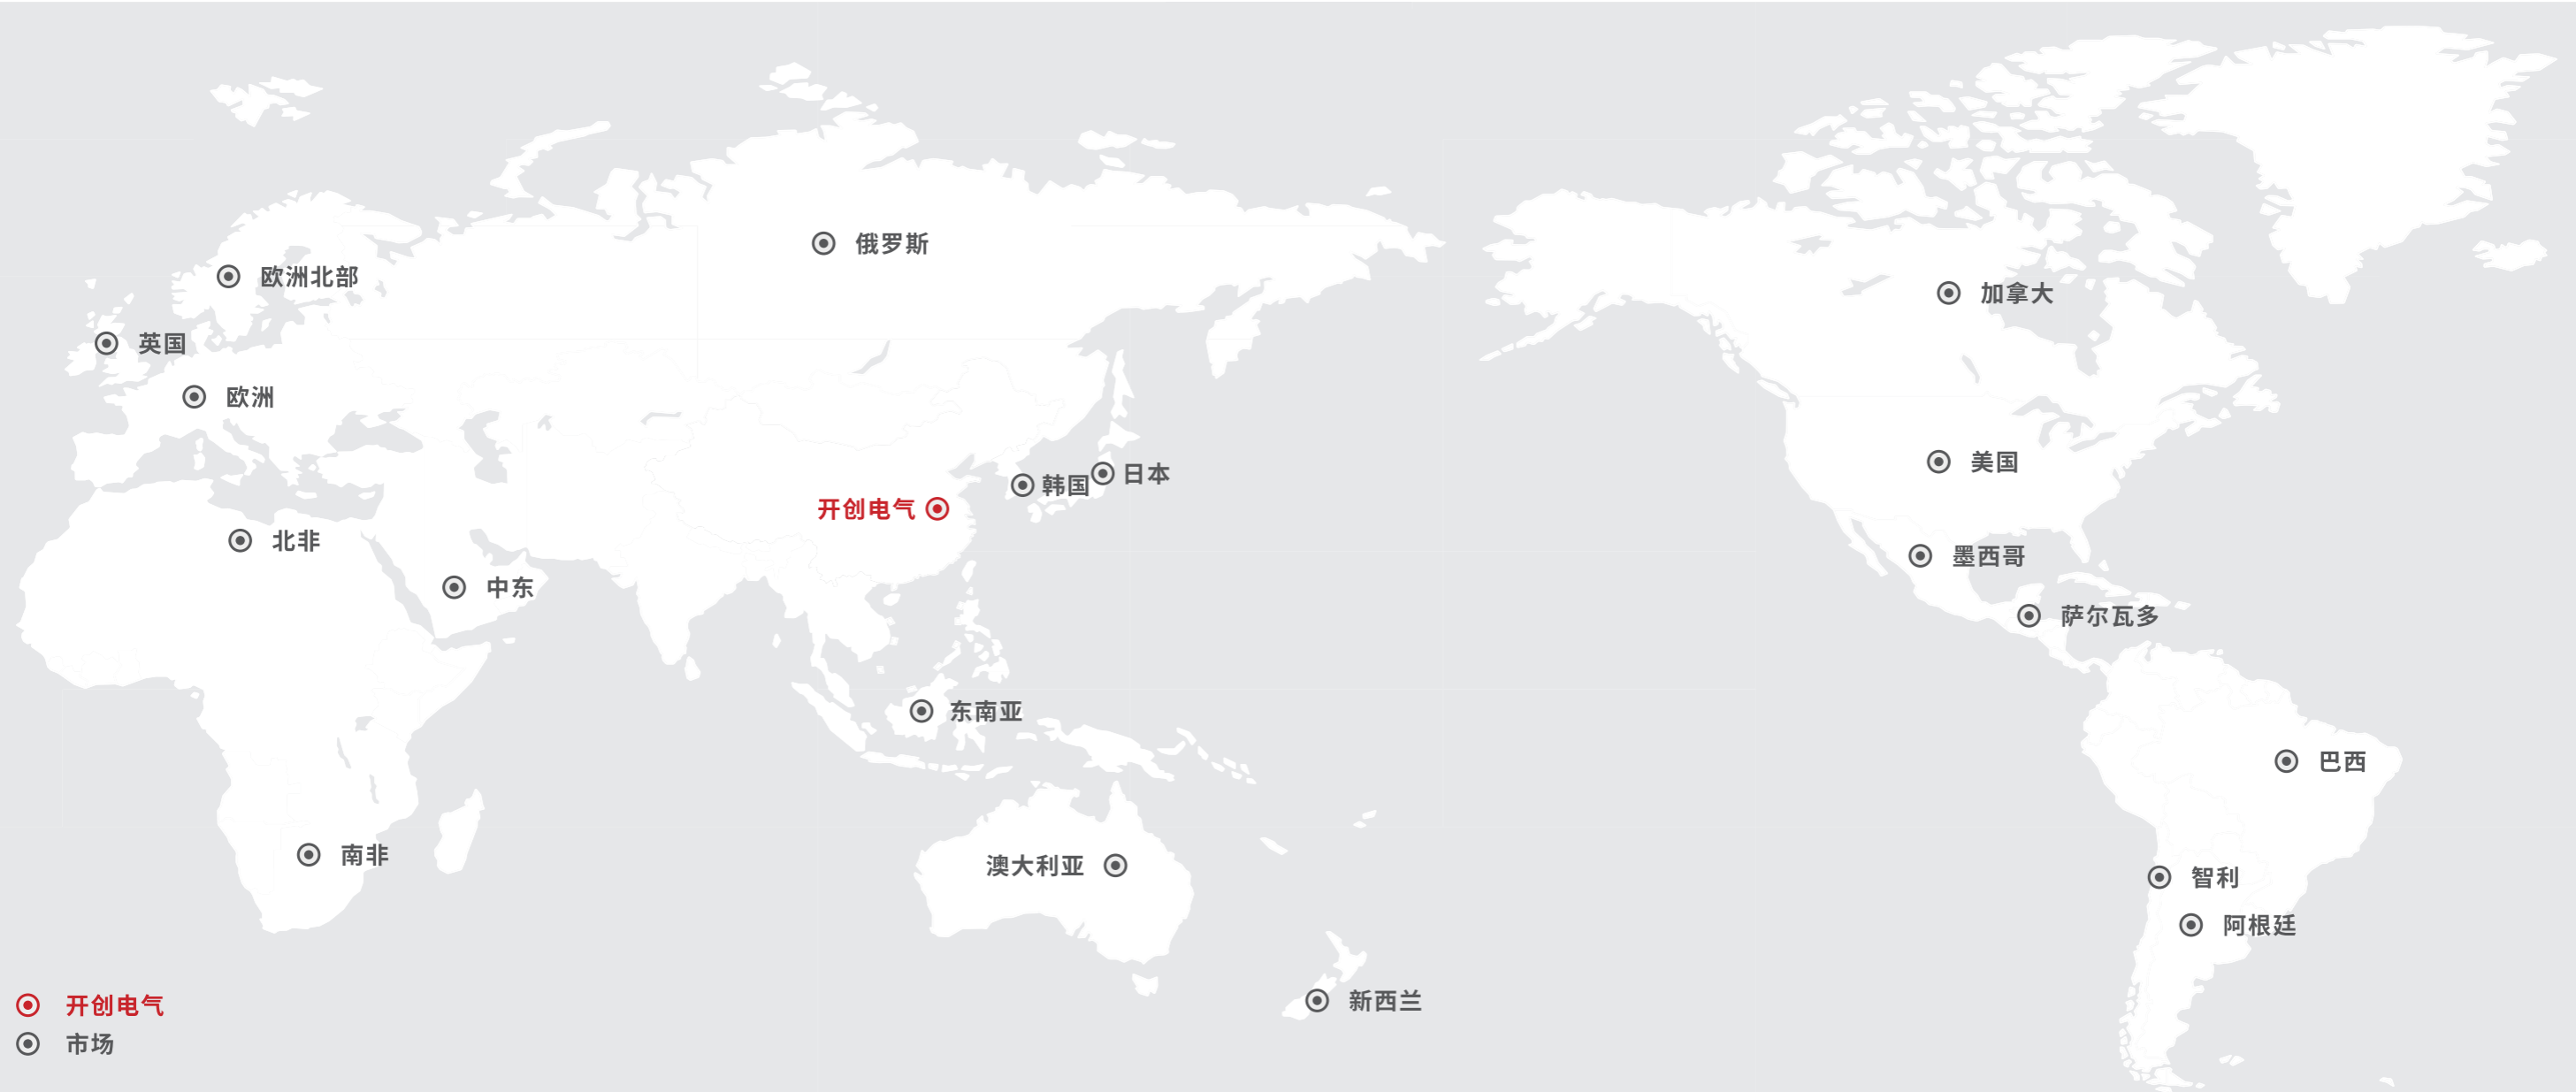 俄罗斯
欧洲北部
加拿大
英国
欧洲
美国
日本
韩国
开创电气
北非
墨西哥
中东
萨尔瓦多
东南亚
巴西
南非
澳大利亚
智利
阿根廷
新西兰
开创电气
市场